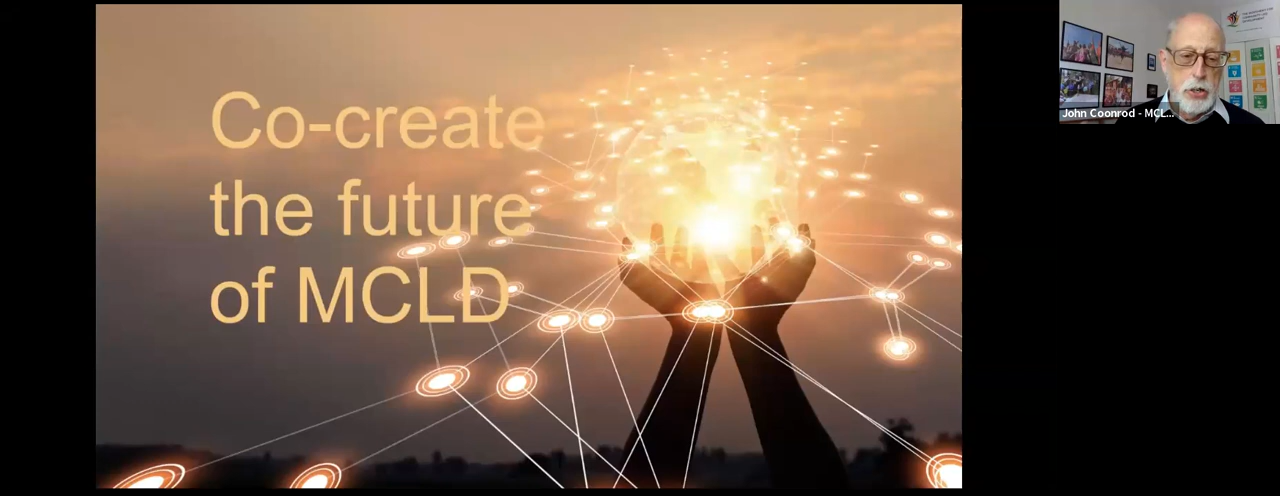 Co-create
the future
of MCLD
John Coonrod - MCL...